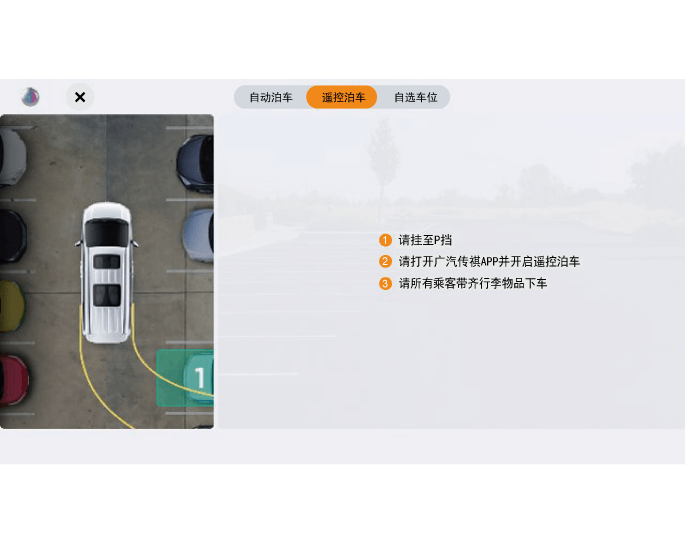 自动泊车 遥控泊车 自选车位
1 请挂至P挡
2 请打开广汽传祺APP并开启遥控泊车
3 请所有乘客带齐行李物品下车
1